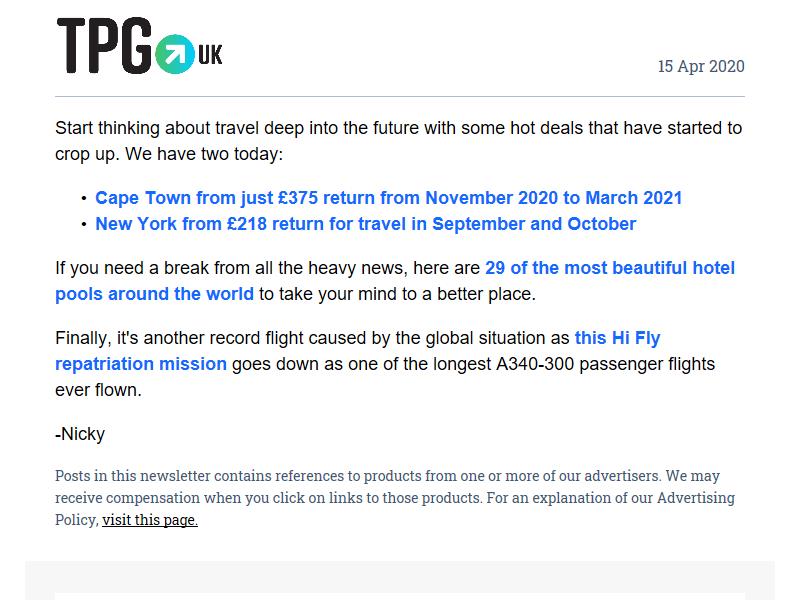 TPG UK
15 Apr 2020
Start thinking about travel deep into the future with some hot deals that have started to
crop up. We have two today:
• Cape Town from just £375 return from November 2020 to March 2021
• New York from £218 return for travel in September and October
If you need a break from all the heavy news, here are 29 of the most beautiful hotel
pools around the world to take your mind to a better place.
Finally, it's another record flight caused by the global situation as this Hi Fly
repatriation mission goes down as one of the longest A340-300 passenger flights
ever flown.
-Nicky
Posts in this newsletter contains references to products from one or more of our advertisers. We may
receive compensation when you click on links to those products. For an explanation of our Advertising
Policy, visit this page.